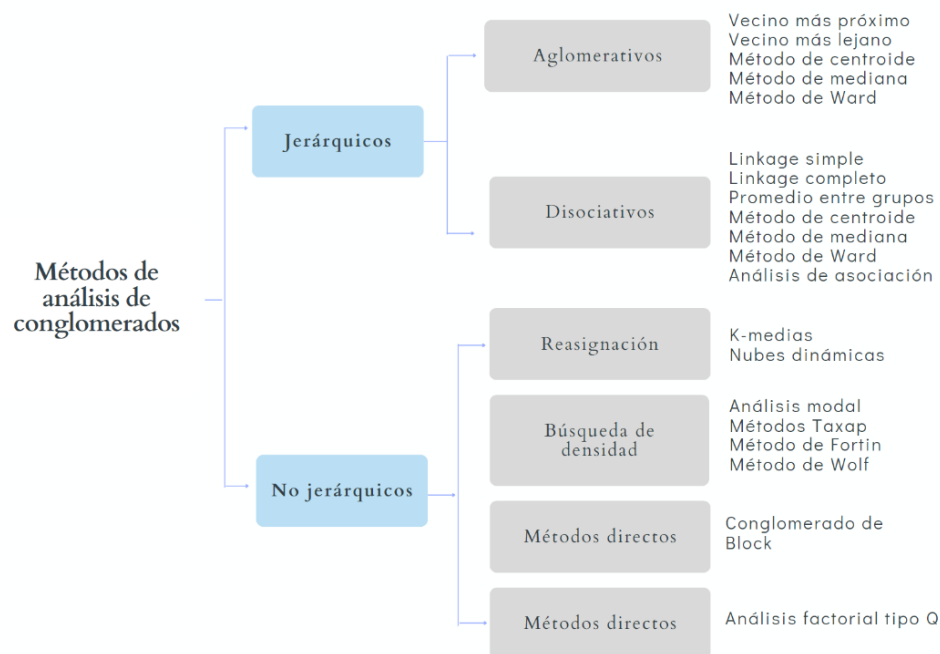 Métodos de
análisis de
conglomerados
Jerárquicos
Aglomerativos
Vecino más próximo
Vecino más lejano
Método de centroide
Método de mediana
Método de Ward
Disociativos
Linkage simple
Linkage completo
Promedio entre grupos
Método de centroide
Método de mediana
Método de Ward
Análisis de asociación
No jerárquicos
Reasignación
K-medias
Nubes dinámicas
Búsqueda de
densidad
Análisis modal
Métodos Taxap
Método de Fortin
Método de Wolf
Métodos directos
Conglomerado de
Block
Métodos directos
Análisis factorial tipo Q